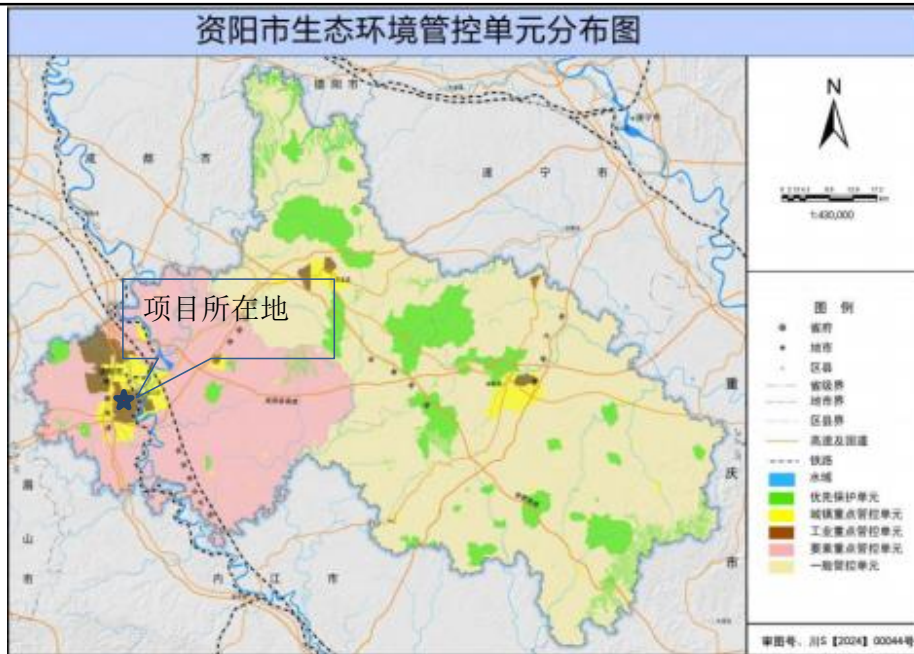 资阳市生态环境管控单元分布图
德阳市
成都市
遂宁市
N
1:430,000
项目所在地
重庆市
眉山市
内江市
图例
省府
地市
区县
省级界
地市界
区县界
高速及国道
铁路
水域
优先保护单元
城镇重点管控单元
工业重点管控单元
要素重点管控单元
一般管控单元
审图号:川S【2024】00044号